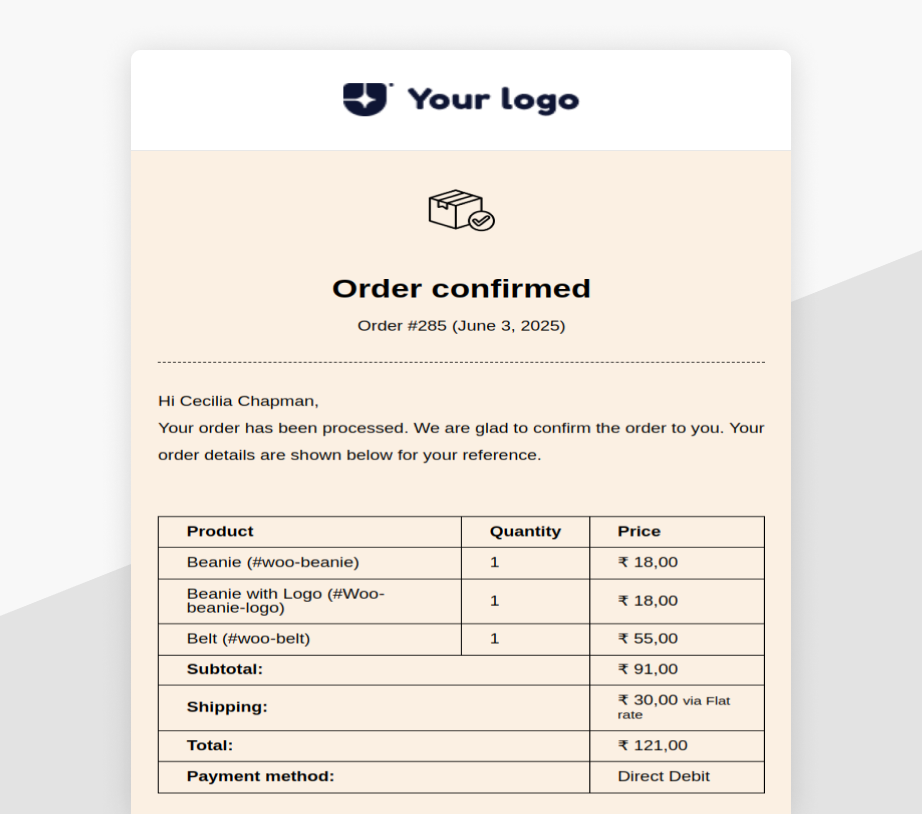 Your logo
Order confirmed
Order #285 (June 3, 2025)
Hi Cecilia Chapman,
Your order has been processed. We are glad to confirm the order to you. Your
order details are shown below for your reference.
Product Quantity Price
Beanie (#woo-beanie) 1 ₹ 18,00
Beanie with Logo (#Woo-
beanie-logo) 1 ₹ 18,00
Belt (#woo-belt) 1 ₹ 55,00
Subtotal: ₹ 91,00
Shipping: ₹ 30,00 via Flat
rate
Total: ₹ 121,00
Payment method: Direct Debit